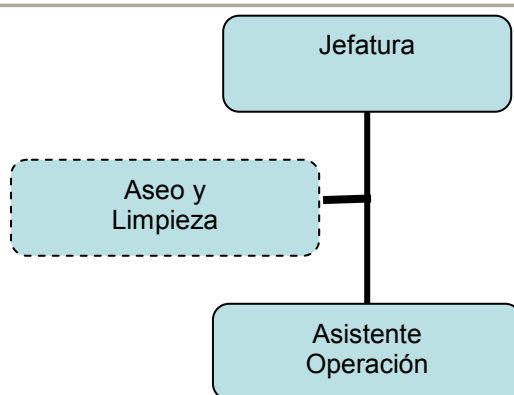 Jefatura
Aseo y
Limpieza
Asistente
Operación